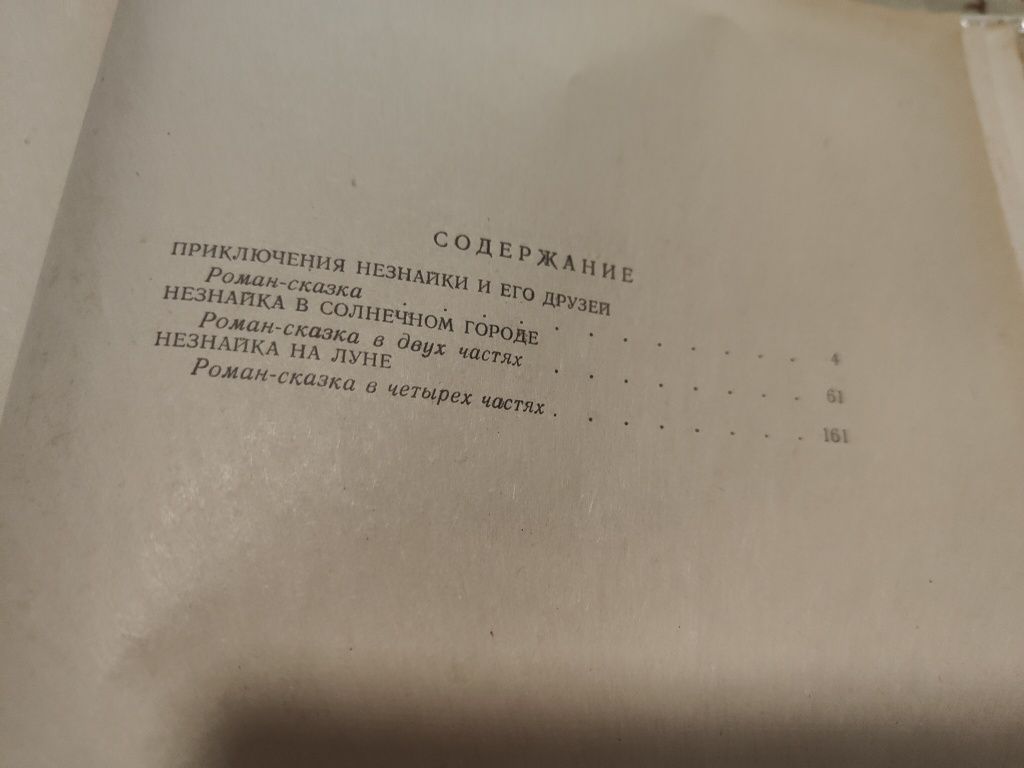 СОДЕРЖАНИЕ
ПРИКЛЮЧЕНИЯ НЕЗНАЙКИ И ЕГО ДРУЗЕЙ
Роман-сказка . . . . . . . . . . . . 4
НЕЗНАЙКА В СОЛНЕЧНОМ ГОРОДЕ
Роман-сказка в двух частях . . . . . . . . 61
НЕЗНАЙКА НА ЛУНЕ
Роман-сказка в четырех частях . . . . . . . . 161